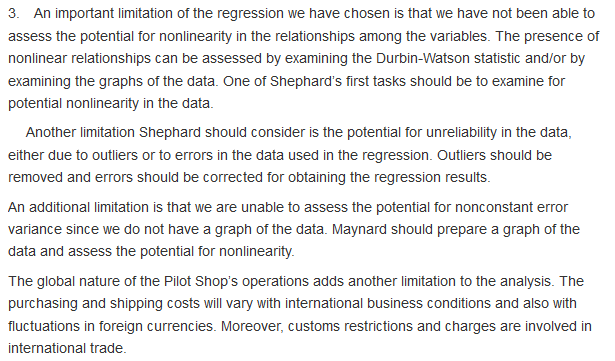 3. An important limitation of the regression we have chosen is that we have not been able to
assess the potential for nonlinearity in the relationships among the variables. The presence of
nonlinear relationships can be assessed by examining the Durbin-Watson statistic and/or by
examining the graphs of the data. One of Shephard's first tasks should be to examine for
potential nonlinearity in the data.
Another limitation Shephard should consider is the potential for unreliability in the data,
either due to outliers or to errors in the data used in the regression. Outliers should be
removed and errors should be corrected for obtaining the regression results.
An additional limitation is that we are unable to assess the potential for nonconstant error
variance since we do not have a graph of the data. Maynard should prepare a graph of the
data and assess the potential for nonlinearity.
The global nature of the Pilot Shop's operations adds another limitation to the analysis. The
purchasing and shipping costs will vary with international business conditions and also with
fluctuations in foreign currencies. Moreover, customs restrictions and charges are involved in
international trade.